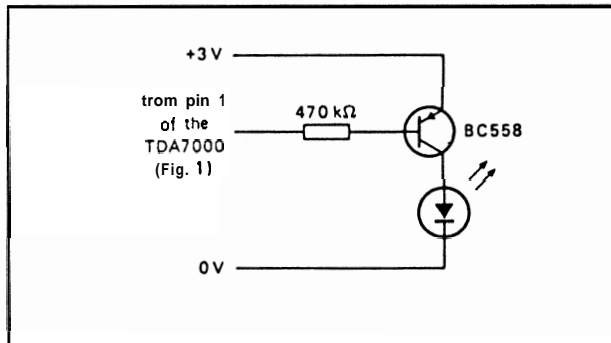 +3 V
trom pin 1
of the
TDA7000
(Fig. 1)
470 kΩ
BC558
0 V